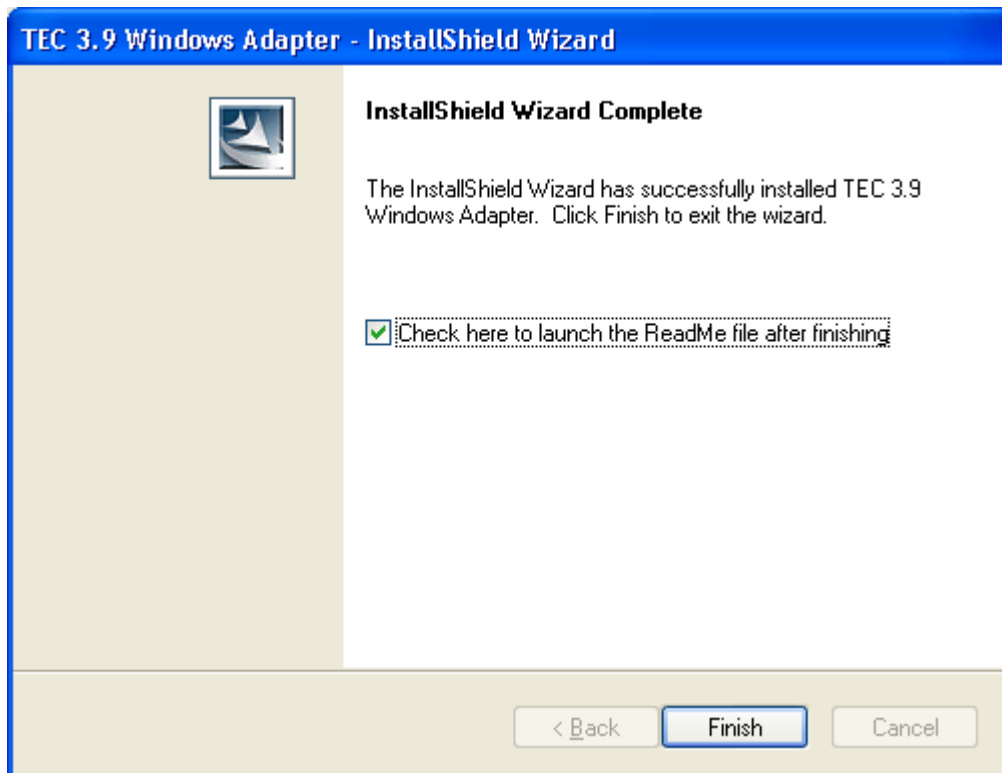 TEC 3.9 Windows Adapter - InstallShield Wizard
InstallShield Wizard Complete
The InstallShield Wizard has successfully installed TEC 3.9
Windows Adapter. Click Finish to exit the wizard.
Check here to launch the ReadMe file after finishing
< Back
Finish
Cancel